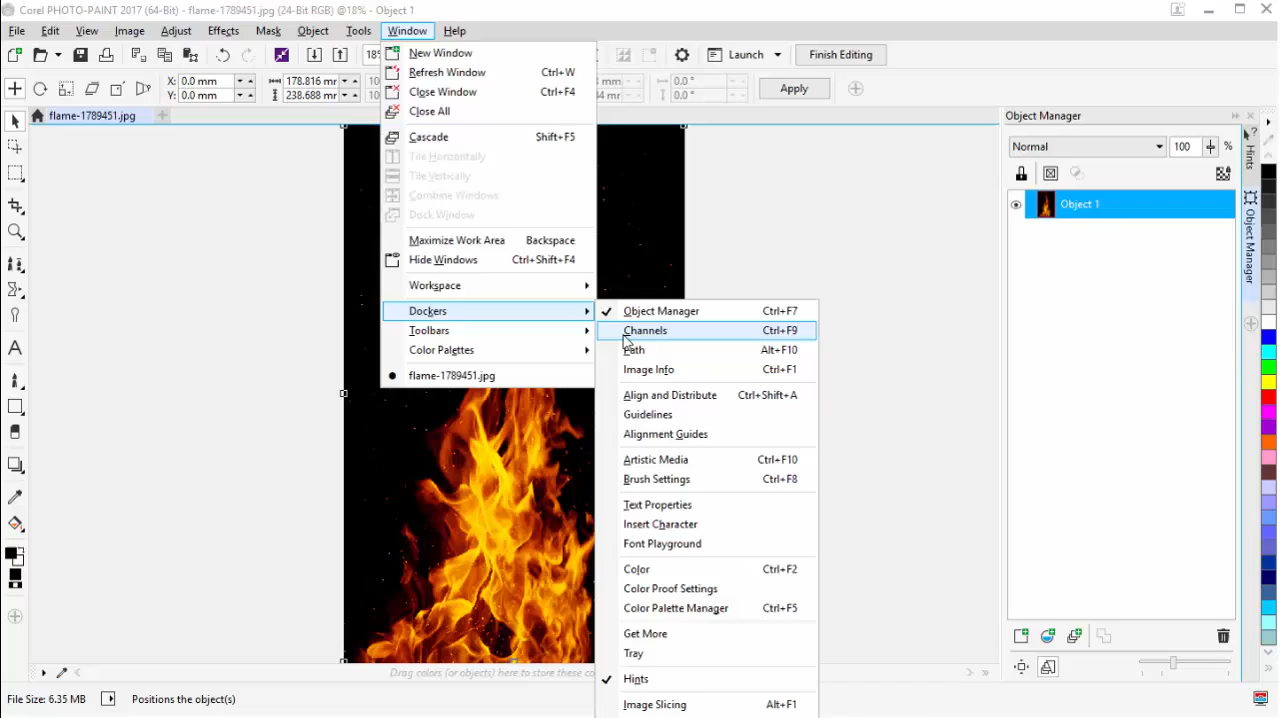 Corel PHOTO-PAINT 2017 (64-Bit) - flame-1789451.jpg (24-Bit RGB) @18% - Object 1
File Edit View Image Adjust Effects Mask Object Tools Window Help
Launch Finish Editing
X: 0.0 mm 178.816 mm 0.0 ° Apply
Y: 0.0 mm 238.688 mm 0.0 °
flame-1789451.jpg
New Window
Refresh Window Ctrl+W
Close Window Ctrl+F4
Close All
Cascade Shift+F5
Tile Horizontally
Tile Vertically
Combine Windows
Dock Window
Maximize Work Area Backspace
Hide Windows Ctrl+Shift+F4
Workspace
Dockers
Toolbars
Color Palettes
flame-1789451.jpg
Object Manager Ctrl+F7
Channels Ctrl+F9
Path Alt+F10
Image Info Ctrl+F1
Align and Distribute Ctrl+Shift+A
Guidelines
Alignment Guides
Artistic Media Ctrl+F10
Brush Settings Ctrl+F8
Text Properties
Insert Character
Font Playground
Color Ctrl+F2
Color Proof Settings
Color Palette Manager Ctrl+F5
Get More
Tray
Hints
Image Slicing Alt+F1
Object Manager
Normal 100 %
Object 1
Hints
Object Manager
Drag colors (or objects) here to store these co
File Size: 6.35 MB Positions the object(s)